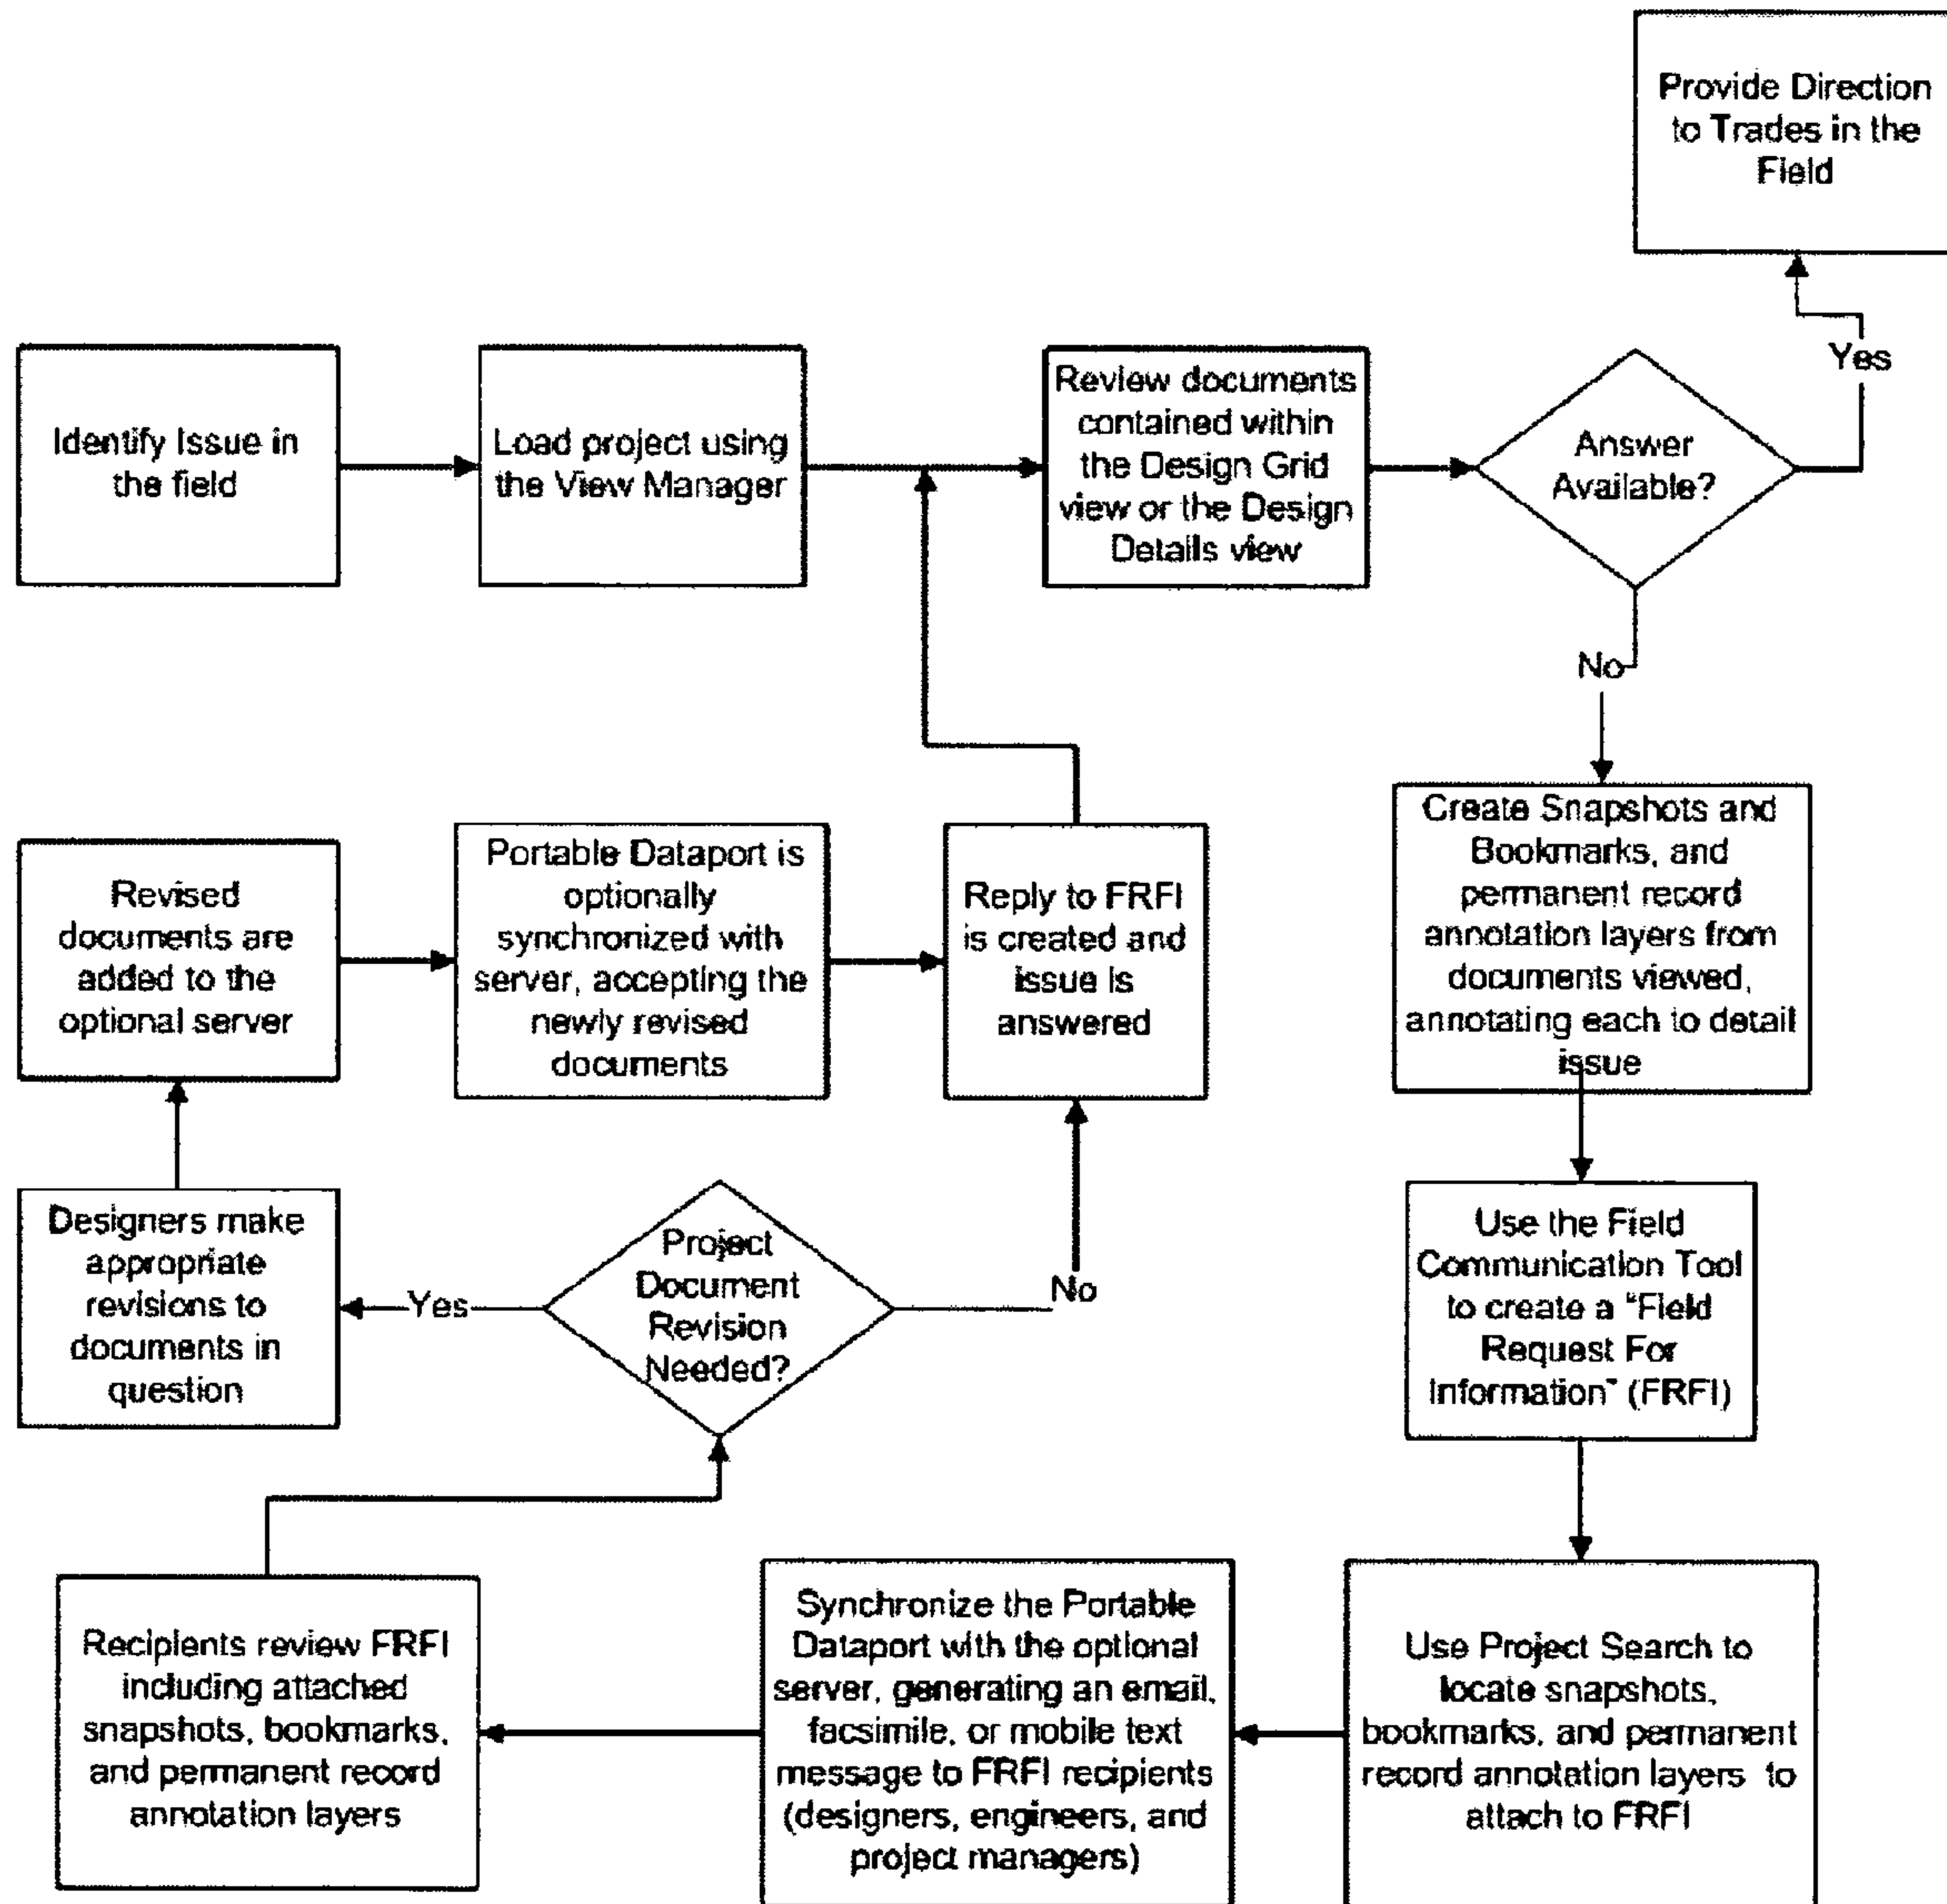 Provide Direction
to Trades in the
Field
Identify Issue in
the field
Load project using
the View Manager
Review documents
contained within
the Design Grid
view or the Design
Details view
Answer
Available?
Yes
No
Create Snapshots and
Bookmarks, and
permanent record
annotation layers from
documents viewed,
annotating each to detail
issue
Revised
documents are
added to the
optional server
Portable Dataport is
optionally
synchronized with
server, accepting the
newly revised
documents
Reply to FRFI
is created and
issue is
answered
Designers make
appropriate
revisions to
documents in
question
Yes
Project
Document
Revision
Needed?
No
Use the Field
Communication Tool
to create a "Field
Request For
Information" (FRFI)
Recipients review FRFI
including attached
snapshots, bookmarks,
and permanent record
annotation layers
Synchronize the Portable
Dataport with the optional
server, generating an email,
facsimile, or mobile text
message to FRFI recipients
(designers, engineers, and
project managers)
Use Project Search to
locate snapshots,
bookmarks, and permanent
record annotation layers to
attach to FRFI